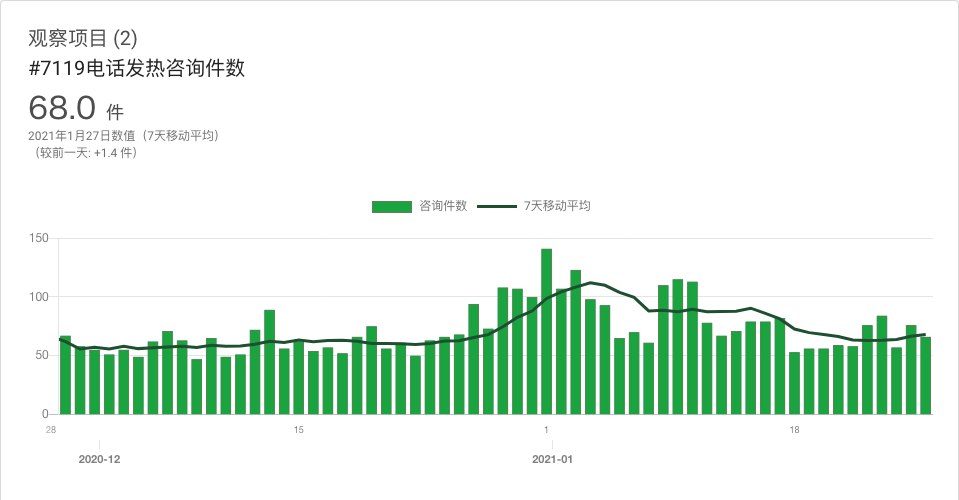 观察项目 (2)
#7119电话发热咨询件数
68.0 件
2021年1月27日数值（7天移动平均）
（较前一天: +1.4 件）
咨询件数 7天移动平均
150
100
50
0
28 15 1 18
2020-12 2021-01